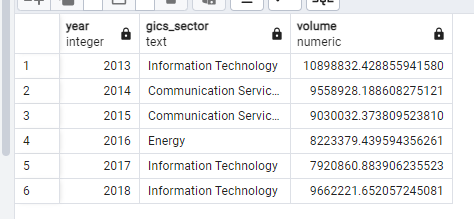 SQL
year gics_sector volume
integer text numeric
1 2013 Information Technology 10898832.428855941580
2 2014 Communication Servic... 9558928.188608275121
3 2015 Communication Servic... 9030032.373809523810
4 2016 Energy 8223379.439594356261
5 2017 Information Technology 7920860.883906235523
6 2018 Information Technology 9662221.652057245081